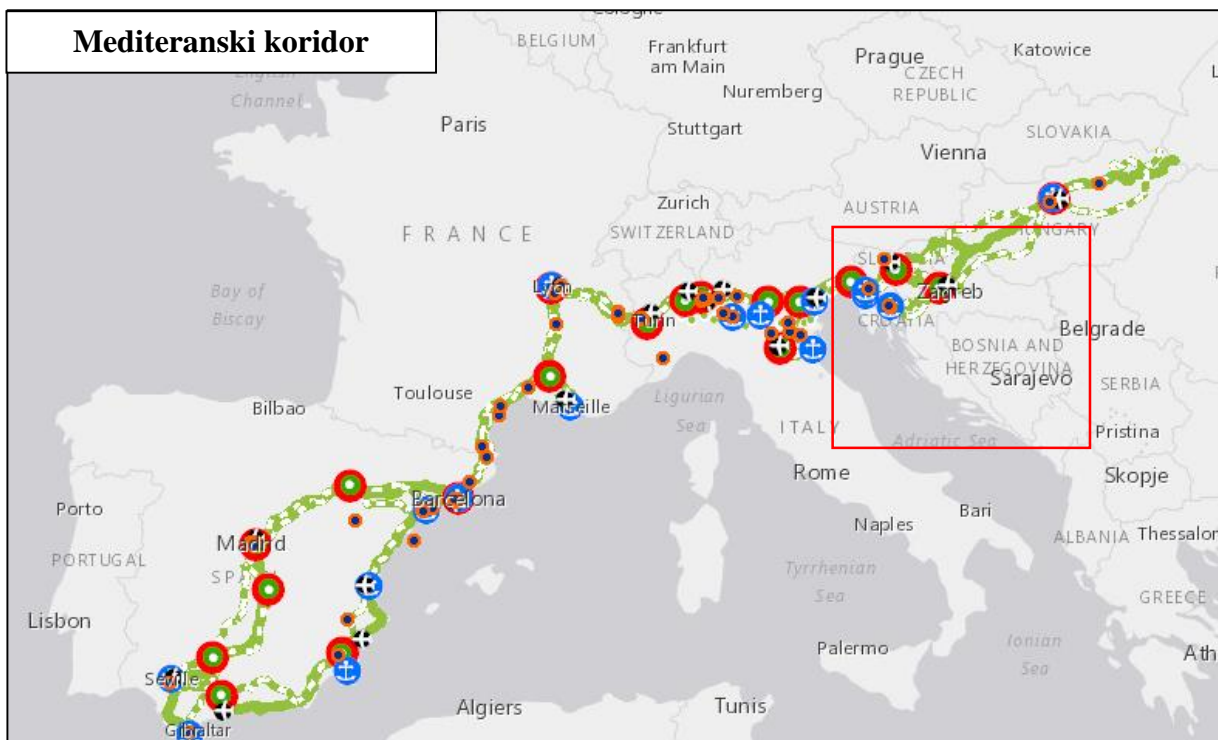 Mediteranski koridor
BELGIUM
Frankfurt
am Main
Prague
Katowice
English
Channel
CZECH
REPUBLIC
Nuremberg
Paris
Stuttgart
SLOVAKIA
Vienna
Zurich
AUSTRIA
SWITZERLAND
FRANCE
HUNGARY
Bay of
Biscay
Lyon
Zagreb
Turin
CROATIA
Belgrade
BOSNIA AND
HERZEGOVINA
Sarajevo
SERBIA
Toulouse
Bilbao
Marseille
Ligurian
Sea
ITALY
Adriatic Sea
Pristina
Rome
Skopje
Barcelona
Porto
Naples
Bari
Madrid
ALBANIA
Thessalon
PORTUGAL
Tyrrhenian
Sea
GREECE
Lisbon
Palermo
Ionian
Sea
Ath
Seville
Algiers
Tunis
Gibraltar